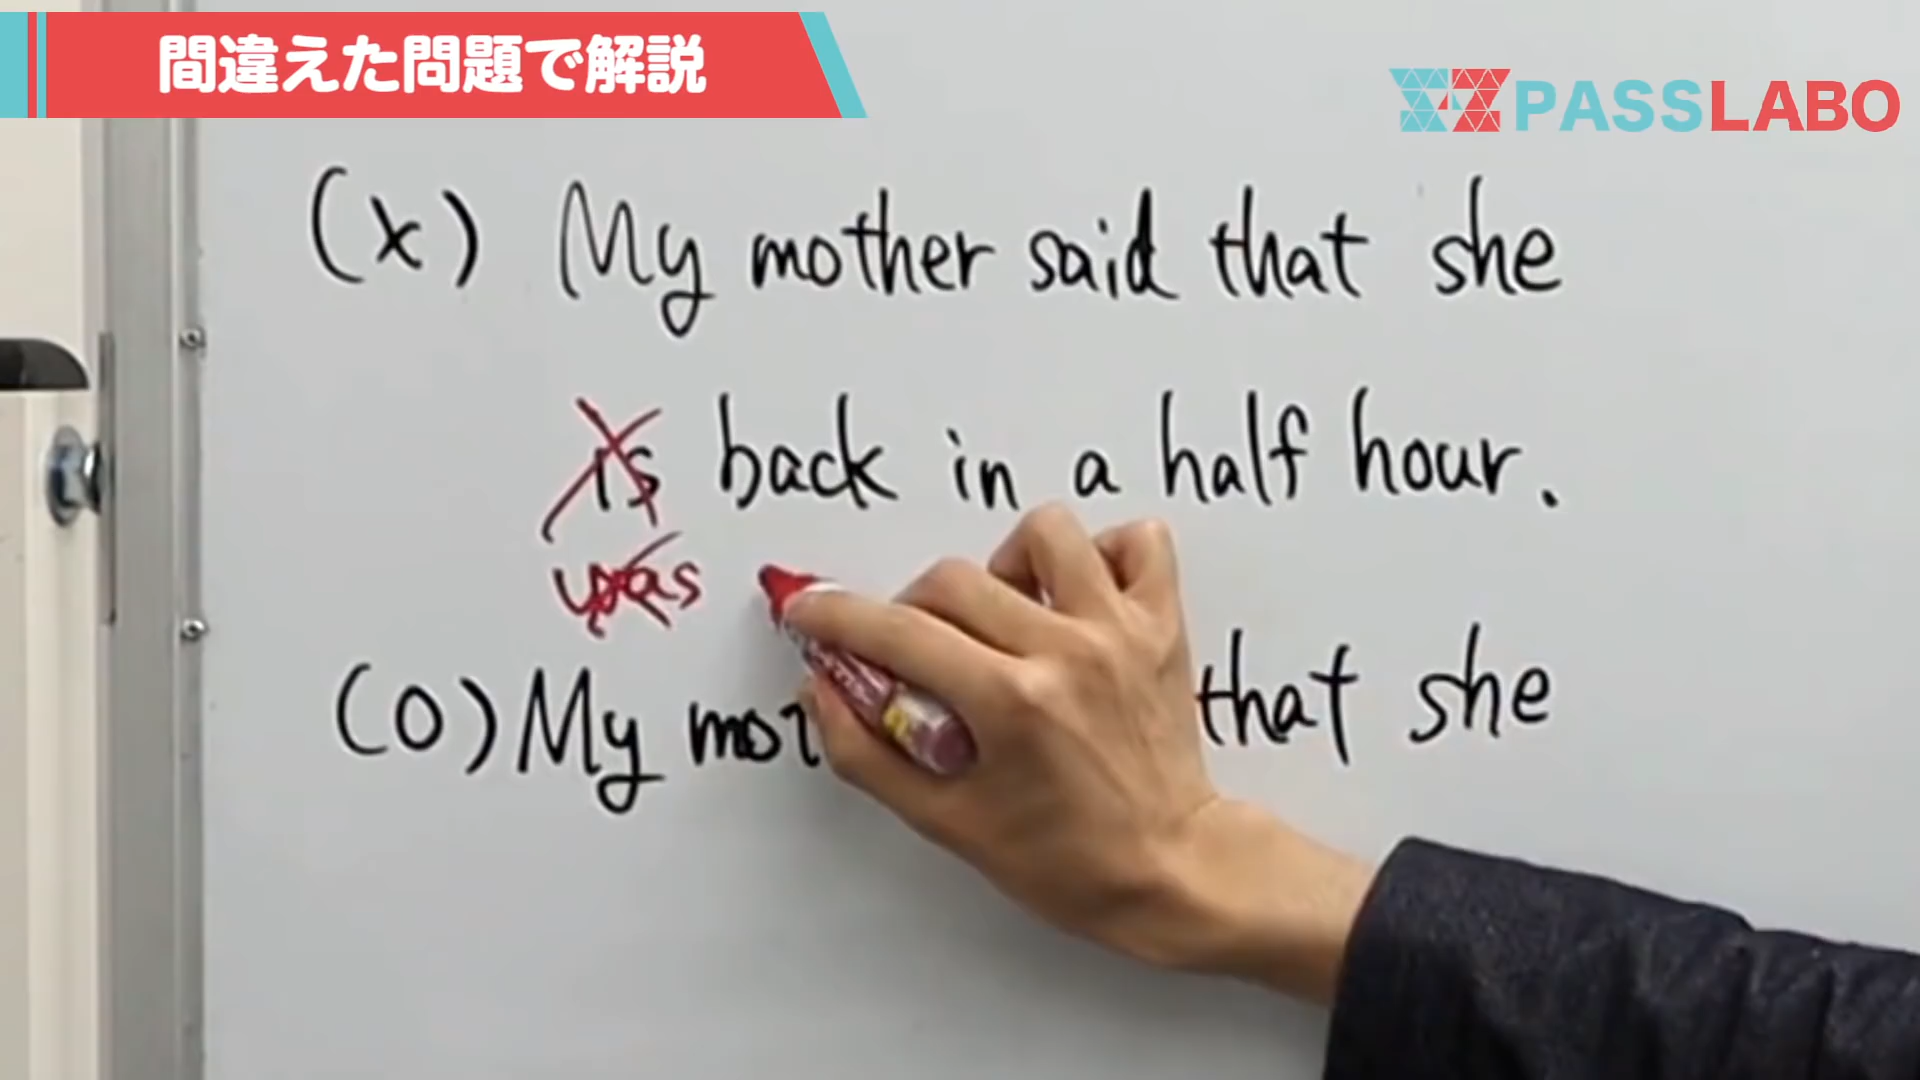 間違えた問題で解説
PASSLABO
(×) My mother said that she
is back in a half hour.
was
(○) My that she